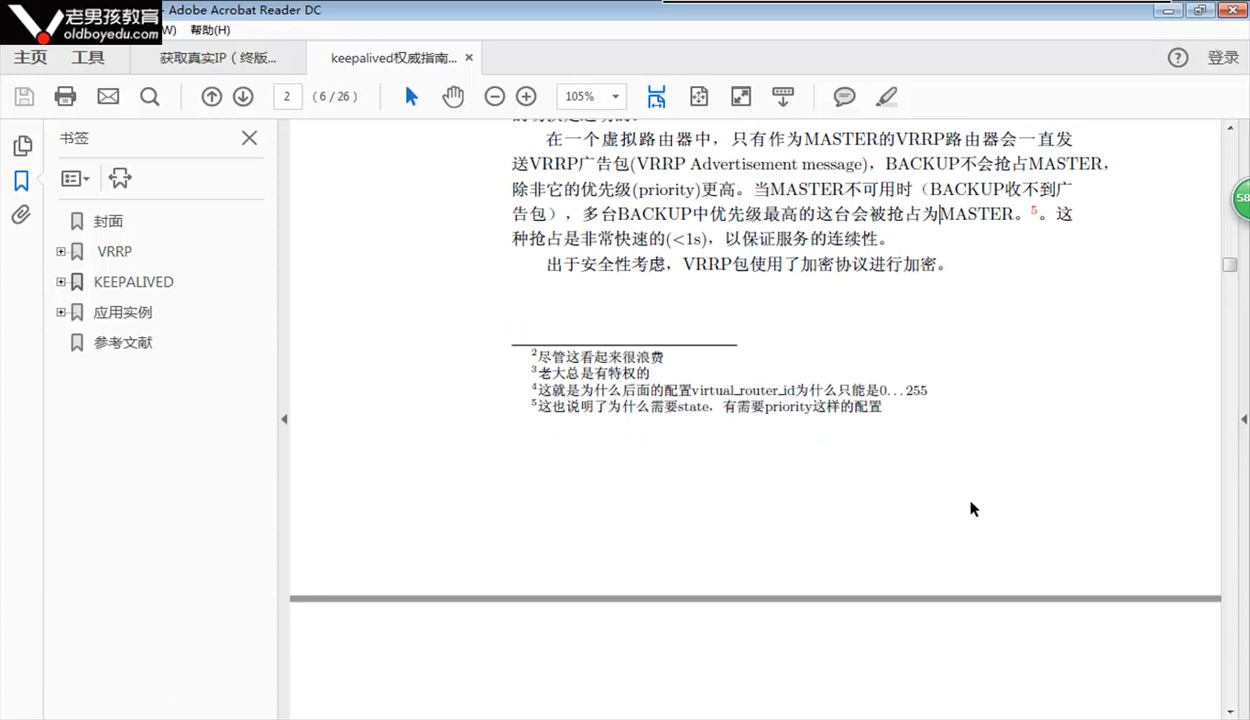 老男孩教育
oldboyedu.com
- Adobe Acrobat Reader DC
W) 帮助(H)
主页 工具 获取真实IP（终版... keepalived权威指南... × 登录
2 (6 / 26) 105%
书签
封面
VRRP
KEEPALIVED
应用实例
参考文献
在一个虚拟路由器中，只有作为MASTER的VRRP路由器会一直发
送VRRP广告包(VRRP Advertisement message)，BACKUP不会抢占MASTER，
除非它的优先级(priority)更高。当MASTER不可用时（BACKUP收不到广
告包），多台BACKUP中优先级最高的这台会被抢占为MASTER。5。这
种抢占是非常快速的(<1s)，以保证服务的连续性。
出于安全性考虑，VRRP包使用了加密协议进行加密。
2尽管这看起来很浪费
3老大总是有特权的
4这就是为什么后面的配置virtual_router_id为什么只能是0...255
5这也说明了为什么需要state，有需要priority这样的配置
58